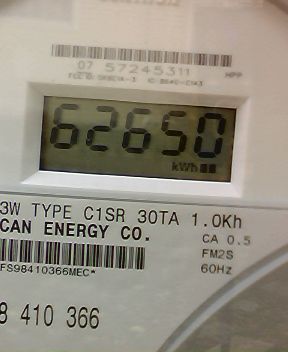 07 57245311 HPP
62650
kWh
3W TYPE C1SR 30TA 1.0Kh
CAN ENERGY CO. CA 0.5
FM2S
FS98410366MEC* 60Hz
8 410 366